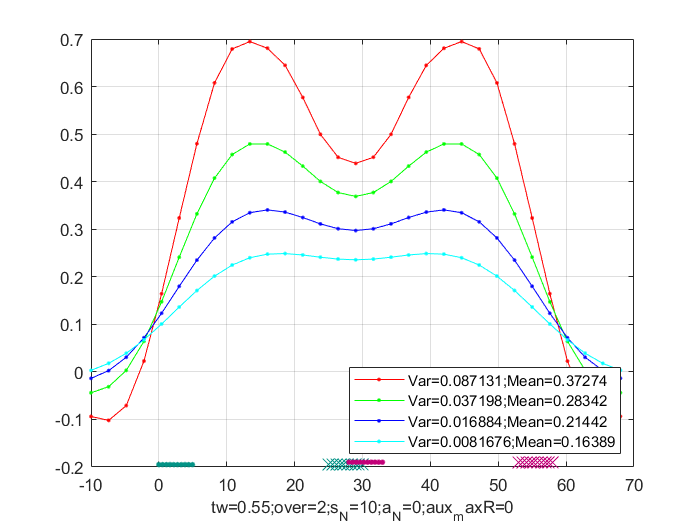 0.7
0.6
0.5
0.4
0.3
0.2
0.1
0
-0.1
-0.2
Var=0.087131;Mean=0.37274
Var=0.037198;Mean=0.28342
Var=0.016884;Mean=0.21442
Var=0.0081676;Mean=0.16389
-10 0 10 20 30 40 50 60 70
tw=0.55;over=2;s_N=10;a_N=0;aux_maxR=0